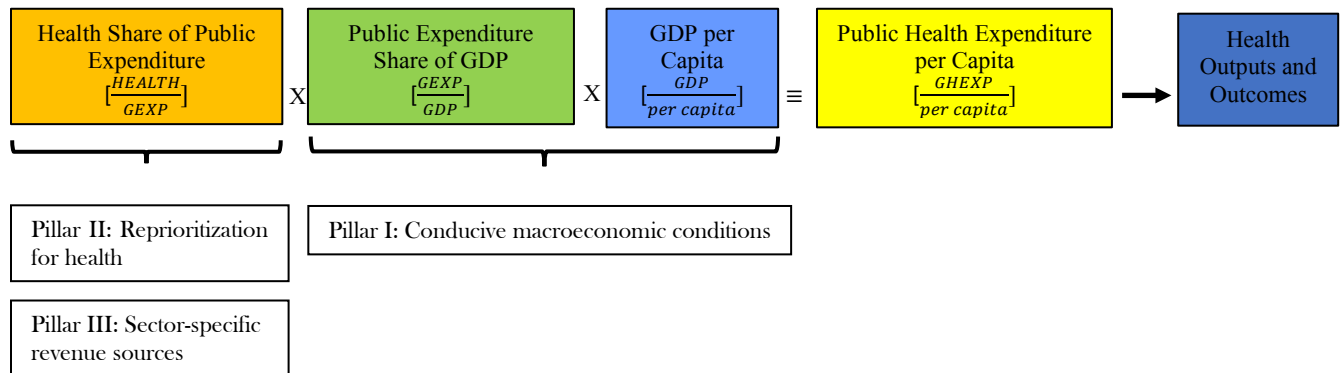 Health Share of Public
Expenditure
[HEALTH/GEXP]
X
Public Expenditure
Share of GDP
[GEXP/GDP]
X
GDP per
Capita
[GDP/per capita]
≡
Public Health Expenditure
per Capita
[GHEXP/per capita]
Health
Outputs and
Outcomes
Pillar II: Reprioritization
for health
Pillar I: Conducive macroeconomic conditions
Pillar III: Sector-specific
revenue sources